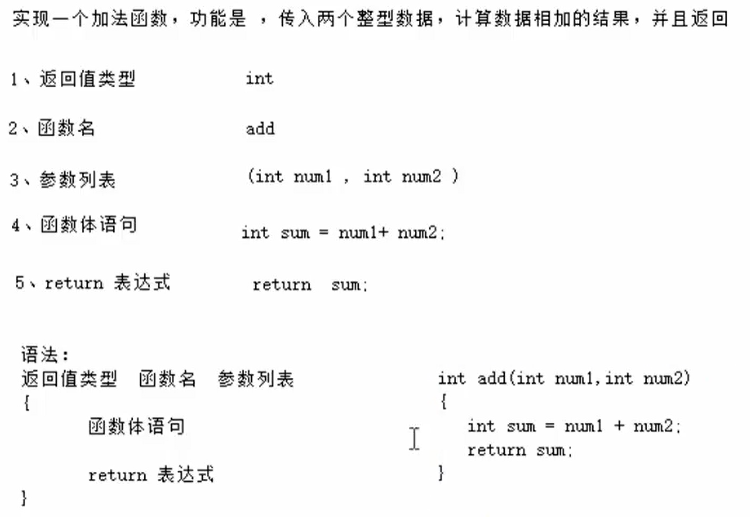 实现一个加法函数，功能是 ，传入两个整型数据，计算数据相加的结果，并且返回
1、返回值类型 int
2、函数名 add
3、参数列表 (int num1 , int num2 )
4、函数体语句 int sum = num1+ num2;
5、return 表达式 return sum;
语法：
返回值类型 函数名 参数列表
{
函数体语句
return 表达式
}
int add(int num1,int num2)
{
int sum = num1 + num2;
return sum;
}